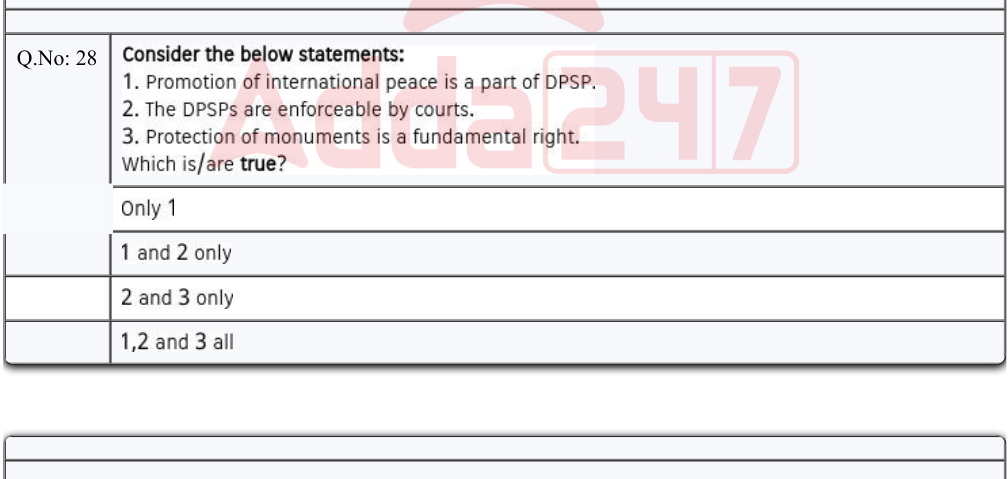 Q.No: 28
Consider the below statements:
1. Promotion of international peace is a part of DPSP.
2. The DPSPs are enforceable by courts.
3. Protection of monuments is a fundamental right.
Which is/are true?
Only 1
1 and 2 only
2 and 3 only
1,2 and 3 all
Adda247